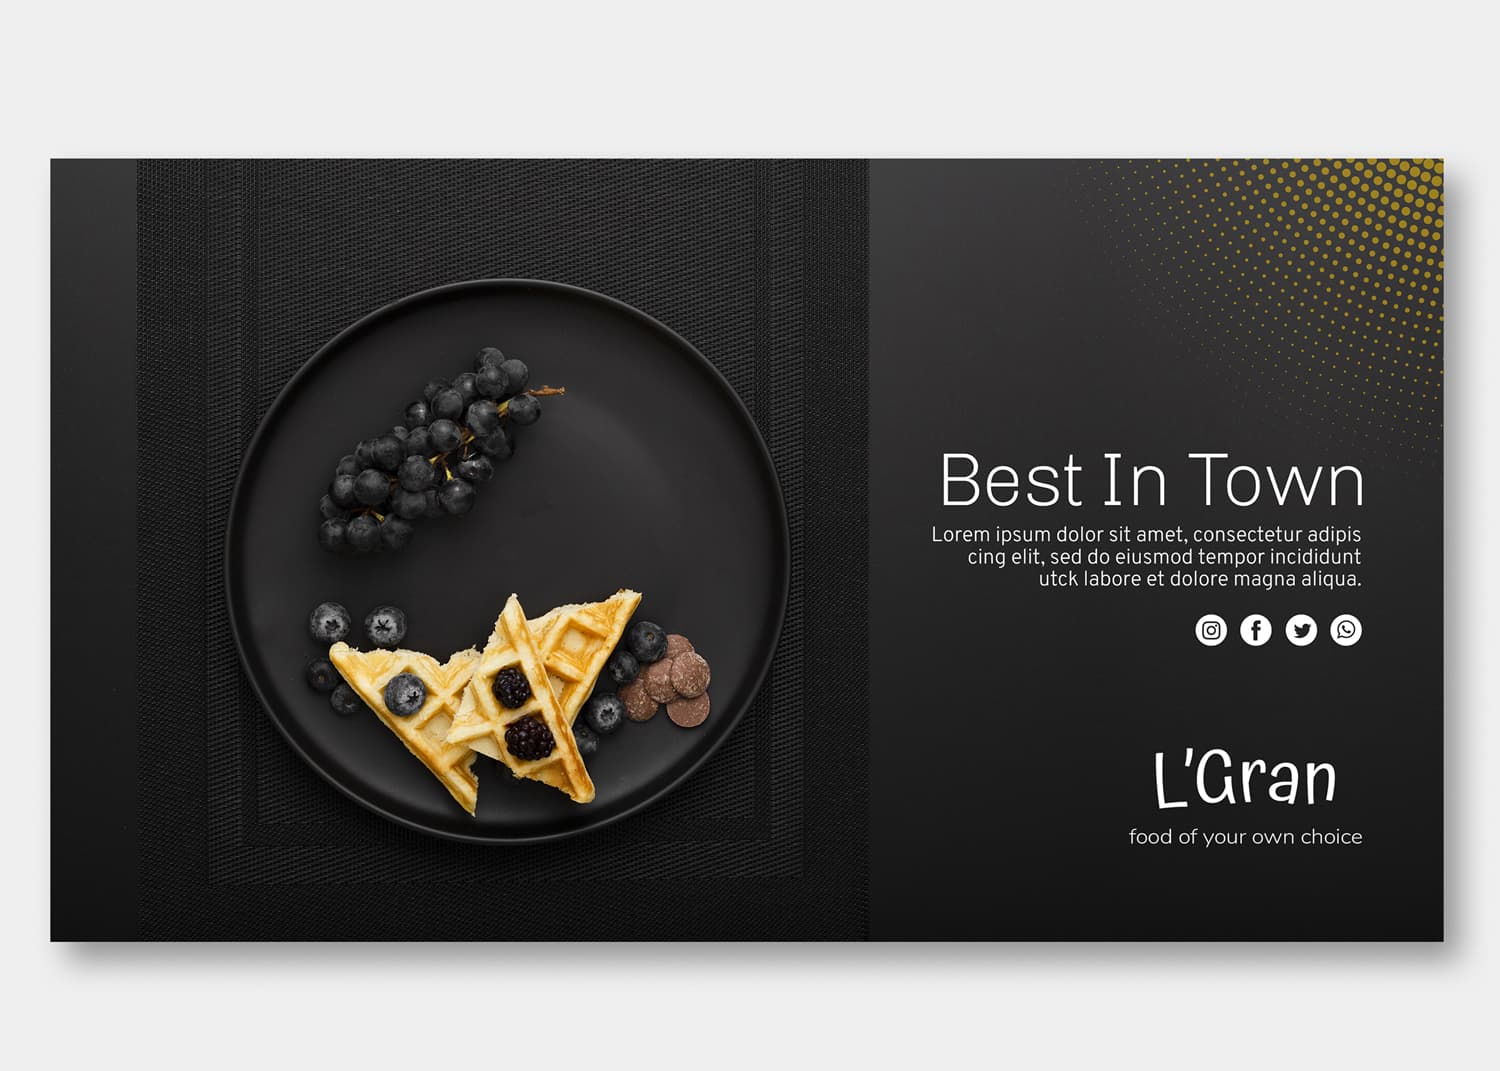 Best In Town
Lorem ipsum dolor sit amet, consectetur adipis
cing elit, sed do eiusmod tempor incididunt
utck labore et dolore magna aliqua.
L'Gran
food of your own choice